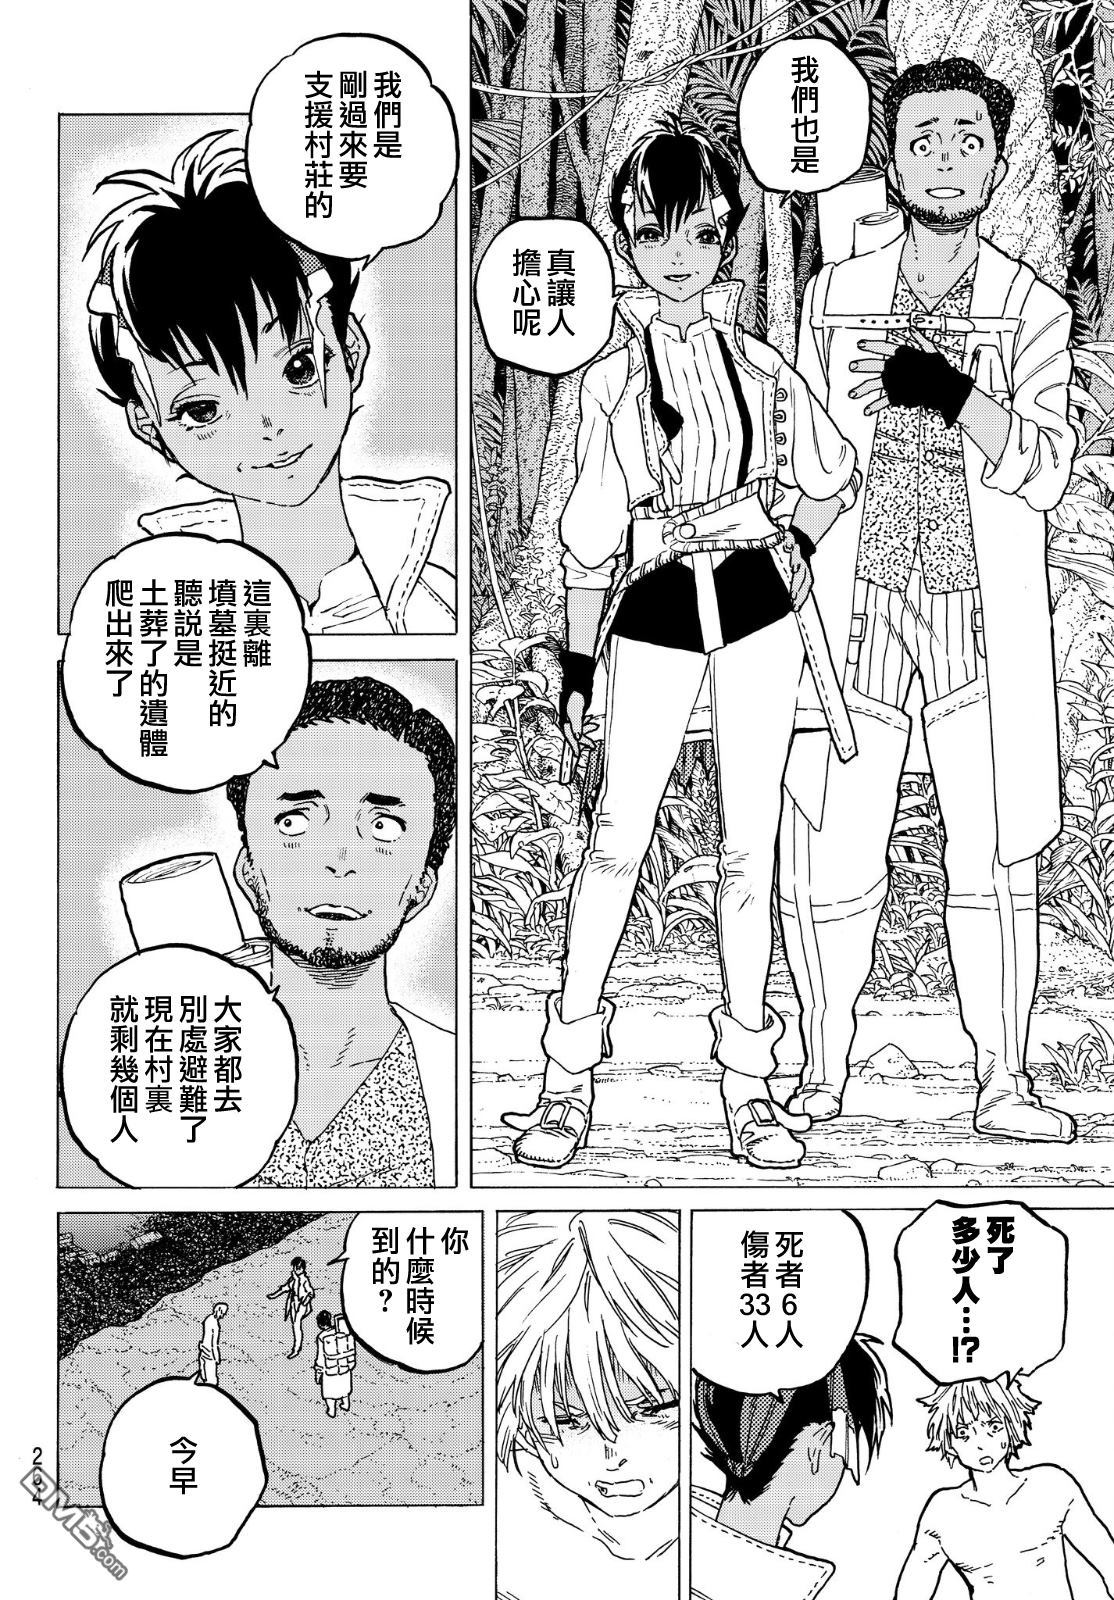 我們也是
真讓人
擔心呢
我們是
剛過來要
支援村莊的
這裏離
墳墓挺近的
聽説是
土葬了的遺體
爬出來了
大家都去
別處避難了
現在村裏
就剩幾個人
死了
多少人…!?
死者6人
傷者33人
你
什麼時候
到的?
今早
264
DMZJ.com